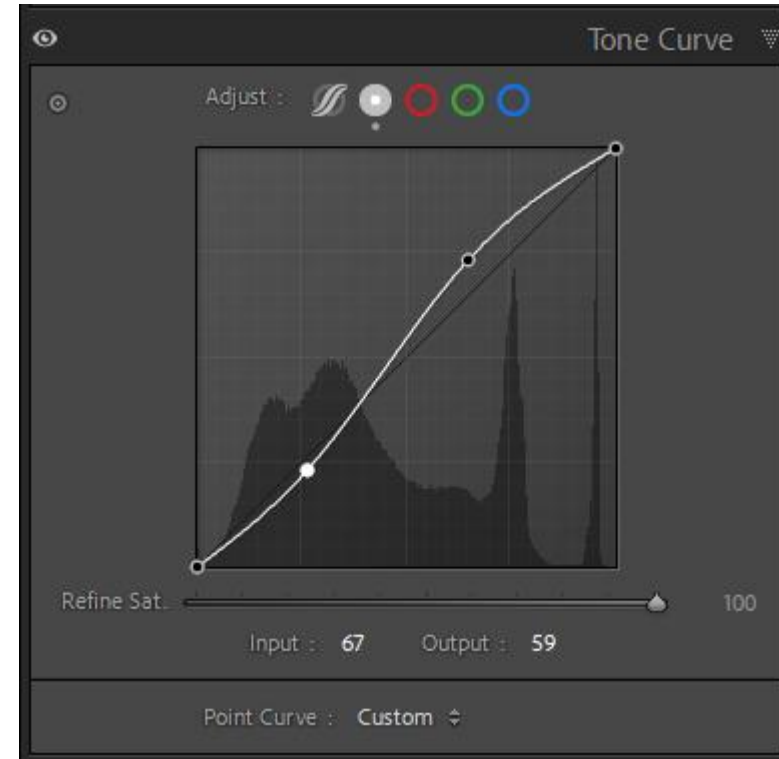 Tone Curve
Adjust :
Refine Sat. 100
Input : 67 Output : 59
Point Curve : Custom